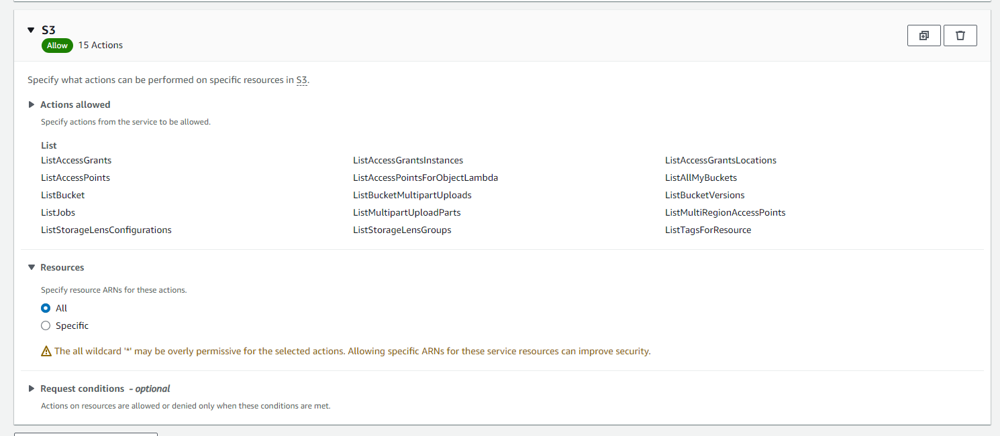 S3
Allow 15 Actions
Specify what actions can be performed on specific resources in S3.
Actions allowed
Specify actions from the service to be allowed.
List
ListAccessGrants ListAccessGrantsInstances ListAccessGrantsLocations
ListAccessPoints ListAccessPointsForObjectLambda ListAllMyBuckets
ListBucket ListBucketMultipartUploads ListBucketVersions
ListJobs ListMultipartUploadParts ListMultiRegionAccessPoints
ListStorageLensConfigurations ListStorageLensGroups ListTagsForResource
Resources
Specify resource ARNs for these actions.
All
Specific
The all wildcard '*' may be overly permissive for the selected actions. Allowing specific ARNs for these service resources can improve security.
Request conditions - optional
Actions on resources are allowed or denied only when these conditions are met.